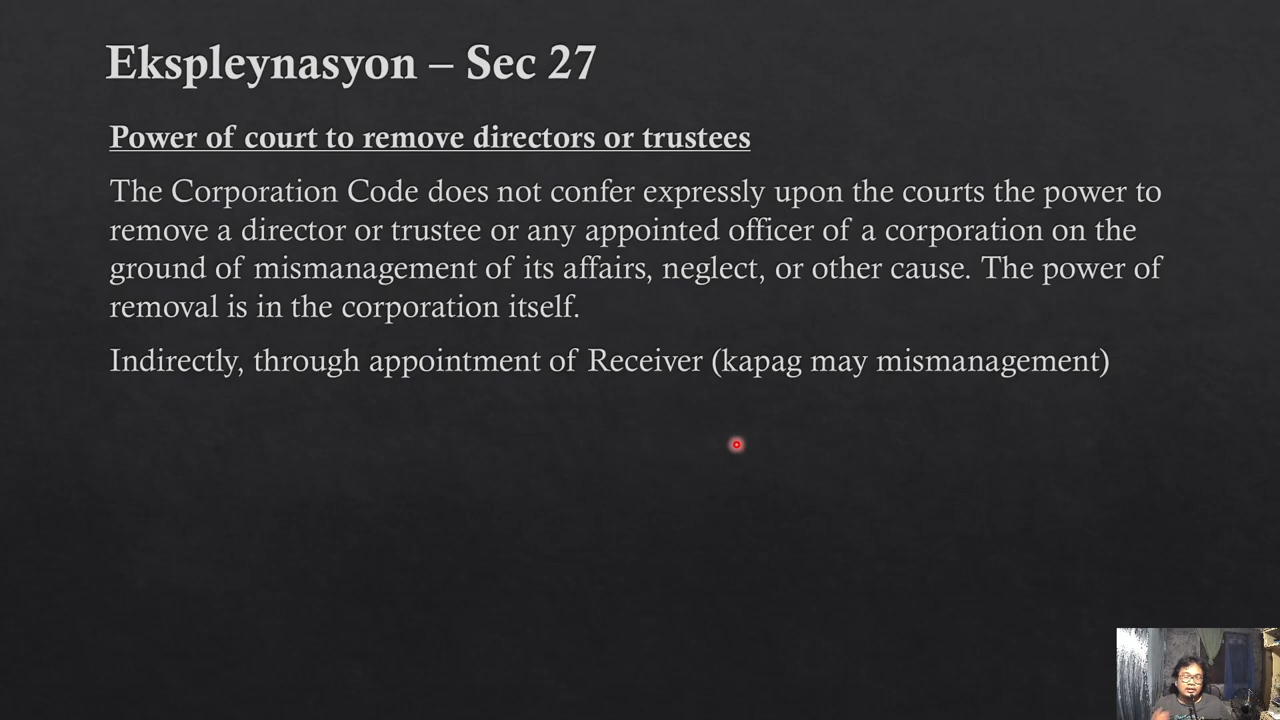 Ekspleynasyon – Sec 27
Power of court to remove directors or trustees
The Corporation Code does not confer expressly upon the courts the power to
remove a director or trustee or any appointed officer of a corporation on the
ground of mismanagement of its affairs, neglect, or other cause. The power of
removal is in the corporation itself.
Indirectly, through appointment of Receiver (kapag may mismanagement)